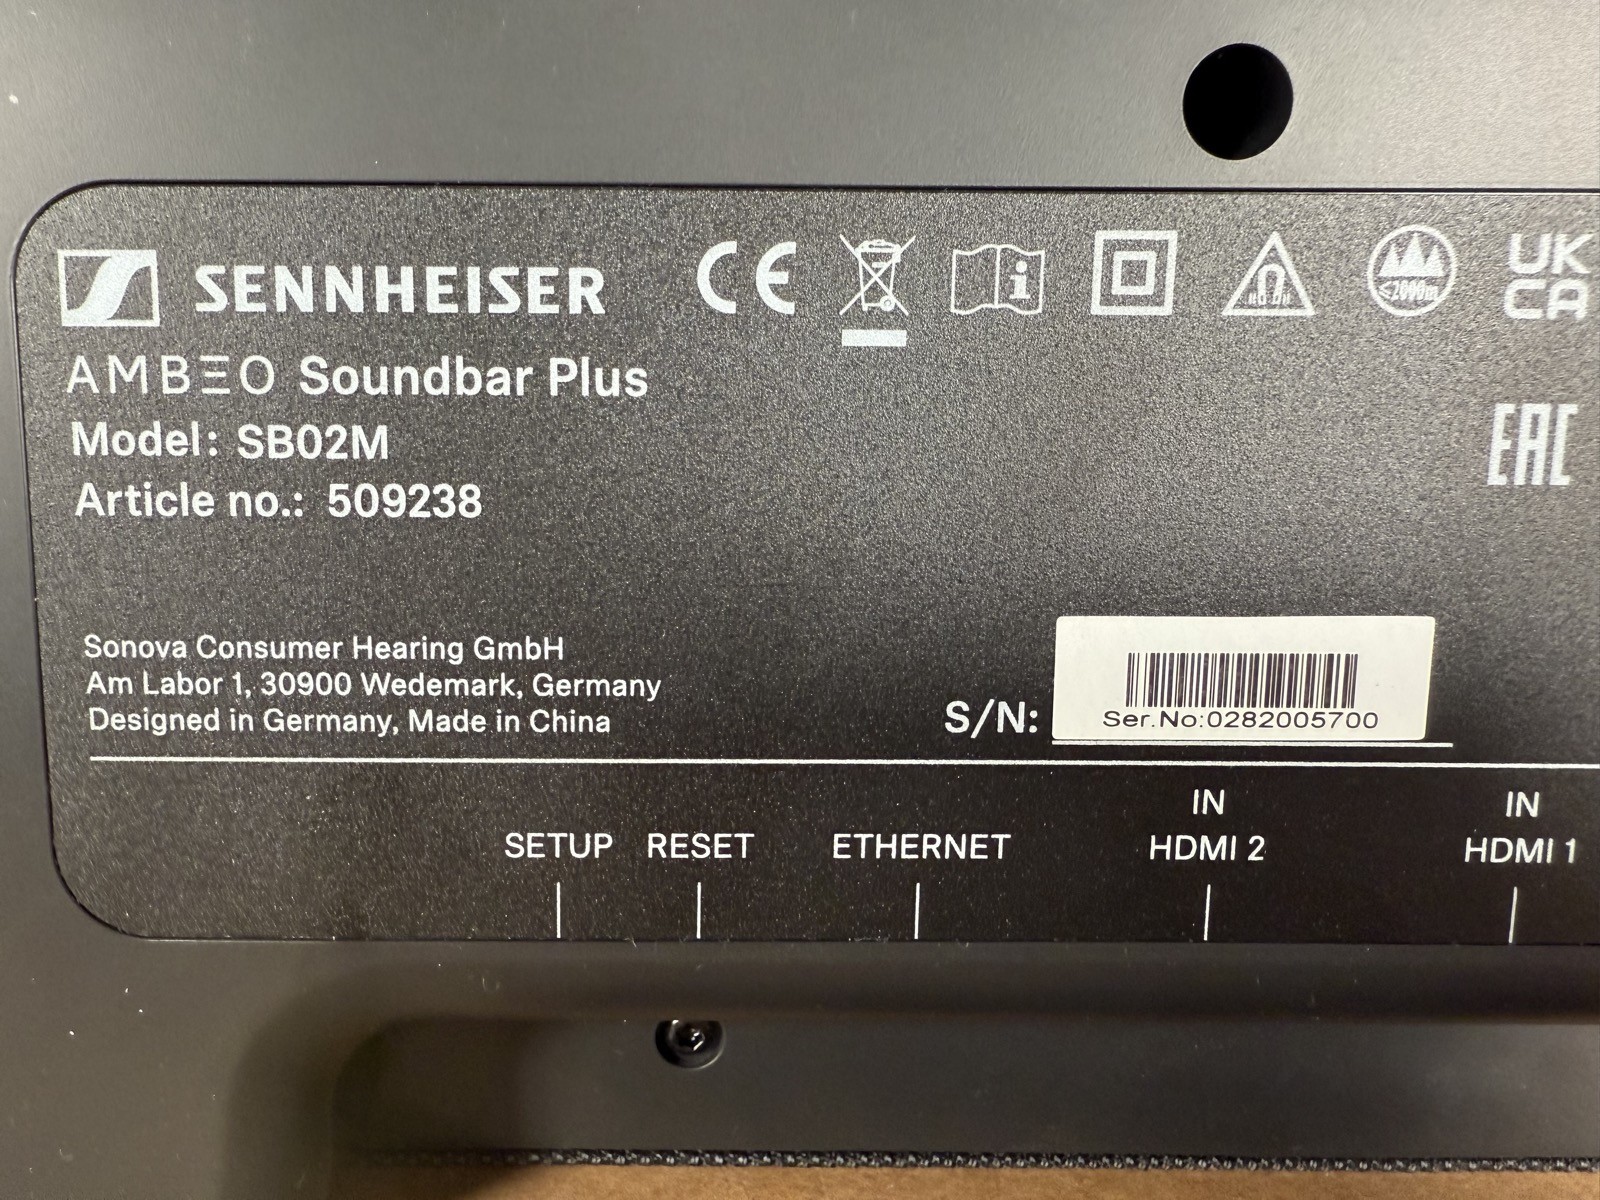 SENNHEISER
CE
UK
CA
≤2000m
AMBEO Soundbar Plus
Model: SB02M
EAC
Article no.: 509238
Sonova Consumer Hearing GmbH
Am Labor 1, 30900 Wedemark, Germany
Designed in Germany, Made in China
S/N:
Ser.No:0282005700
SETUP
RESET
ETHERNET
IN
HDMI 2
IN
HDMI 1